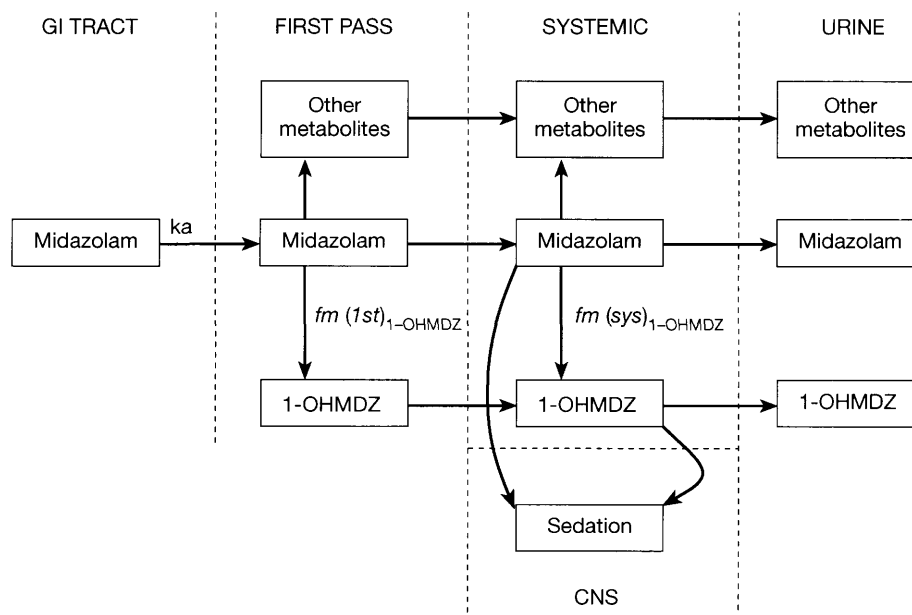 GI TRACT
FIRST PASS
SYSTEMIC
URINE
Other
metabolites
Other
metabolites
Other
metabolites
Midazolam
ka
Midazolam
Midazolam
Midazolam
fm (1st)1–OHMDZ
fm (sys)1–OHMDZ
1-OHMDZ
1-OHMDZ
1-OHMDZ
Sedation
CNS